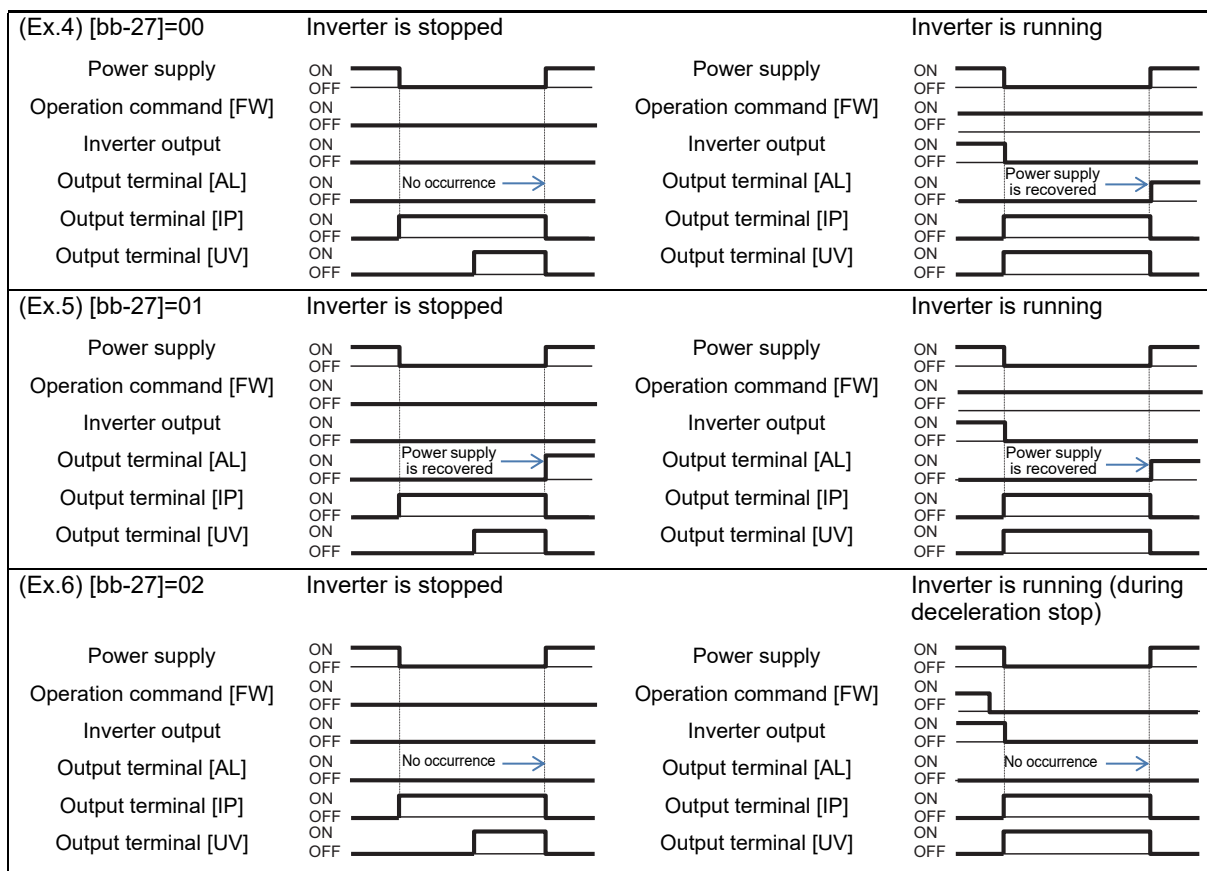 (Ex.4) [bb-27]=00 Inverter is stopped Inverter is running
Power supply ON OFF Power supply ON OFF
Operation command [FW] ON OFF Operation command [FW] ON OFF
Inverter output ON OFF Inverter output ON OFF
Output terminal [AL] ON OFF No occurrence Output terminal [AL] ON OFF Power supply is recovered
Output terminal [IP] ON OFF Output terminal [IP] ON OFF
Output terminal [UV] ON OFF Output terminal [UV] ON OFF
(Ex.5) [bb-27]=01 Inverter is stopped Inverter is running
Power supply ON OFF Power supply ON OFF
Operation command [FW] ON OFF Operation command [FW] ON OFF
Inverter output ON OFF Inverter output ON OFF
Output terminal [AL] ON OFF Power supply is recovered Output terminal [AL] ON OFF Power supply is recovered
Output terminal [IP] ON OFF Output terminal [IP] ON OFF
Output terminal [UV] ON OFF Output terminal [UV] ON OFF
(Ex.6) [bb-27]=02 Inverter is stopped Inverter is running (during
deceleration stop)
Power supply ON OFF Power supply ON OFF
Operation command [FW] ON OFF Operation command [FW] ON OFF
Inverter output ON OFF Inverter output ON OFF
Output terminal [AL] ON OFF No occurrence Output terminal [AL] ON OFF No occurrence
Output terminal [IP] ON OFF Output terminal [IP] ON OFF
Output terminal [UV] ON OFF Output terminal [UV] ON OFF